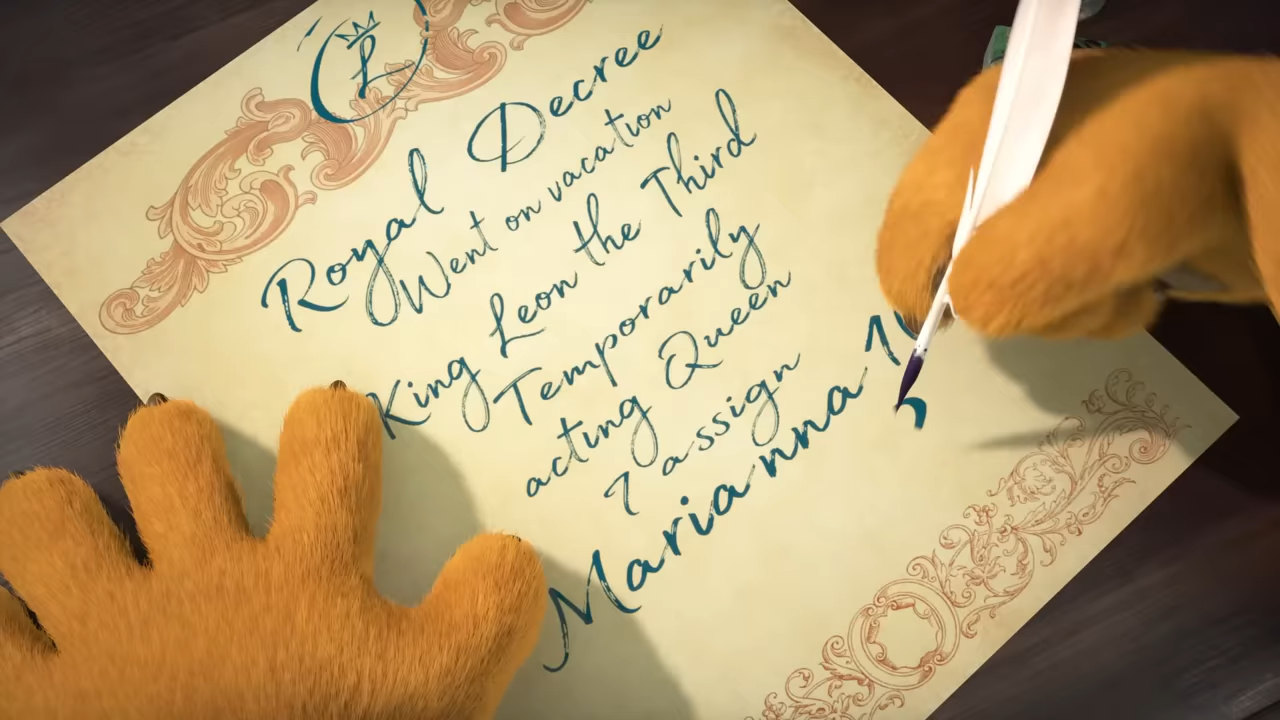 L
Royal Decree
Went on vacation
King Leon the Third
Temporarily
acting Queen
I assign
Marianna